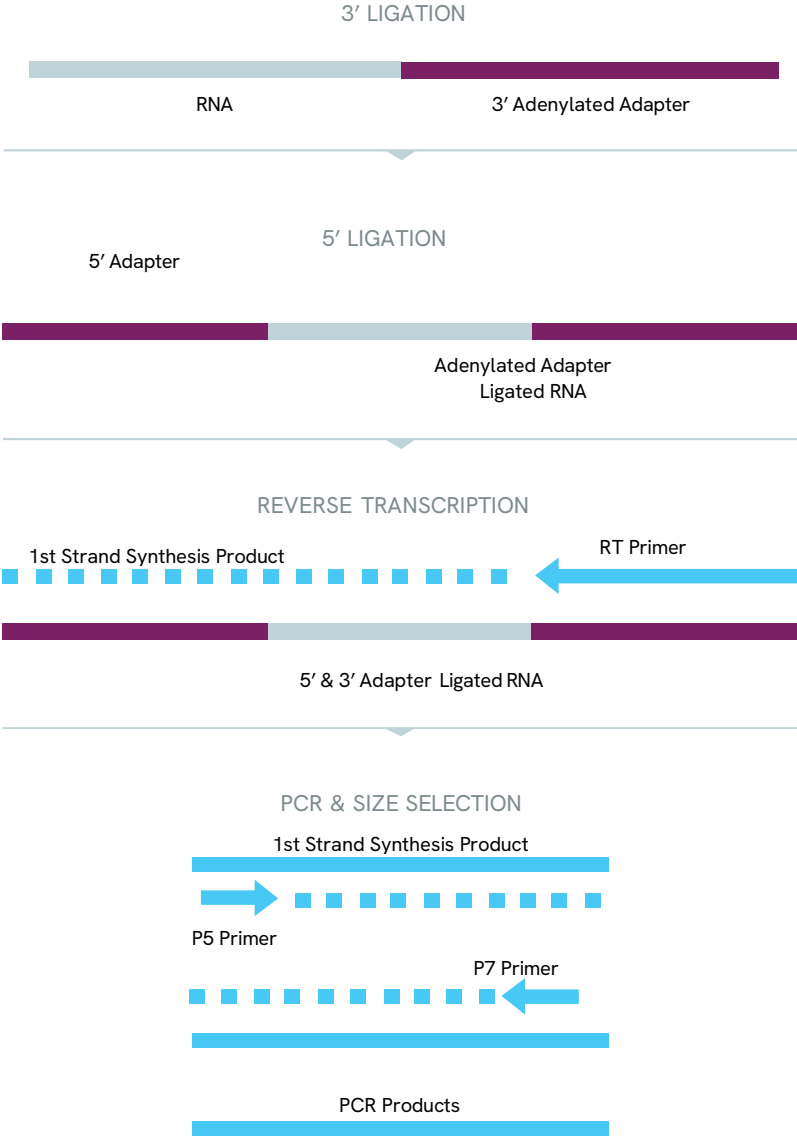 3′ LIGATION
RNA
3′ Adenylated Adapter
5′ LIGATION
5′ Adapter
Adenylated Adapter
Ligated RNA
REVERSE TRANSCRIPTION
RT Primer
1st Strand Synthesis Product
5′ & 3′ Adapter Ligated RNA
PCR & SIZE SELECTION
1st Strand Synthesis Product
P5 Primer
P7 Primer
PCR Products